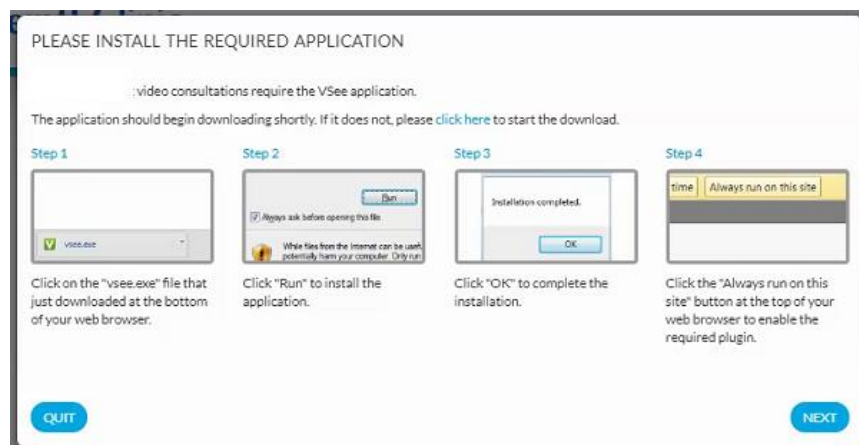 PLEASE INSTALL THE REQUIRED APPLICATION
: video consultations require the VSee application.
The application should begin downloading shortly. If it does not, please click here to start the download.
Step 1
vsee.exe
Click on the "vsee.exe" file that
just downloaded at the bottom
of your web browser.
Step 2
Run
Always ask before opening this file
While files from the Internet can be usefu
potentially harm your computer. Only run
Click "Run" to install the
application.
Step 3
Installation completed.
OK
Click "OK" to complete the
installation.
Step 4
time
Always run on this site
Click the "Always run on this
site" button at the top of your
web browser to enable the
required plugin.
QUIT
NEXT